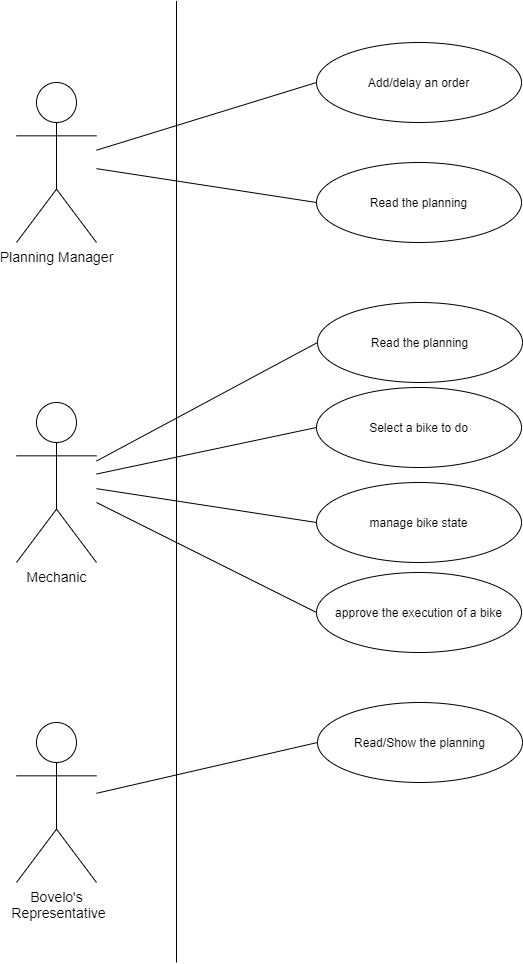 Add/delay an order
Read the planning
Planning Manager
Read the planning
Select a bike to do
manage bike state
Mechanic
approve the execution of a bike
Read/Show the planning
Bovelo's
Representative